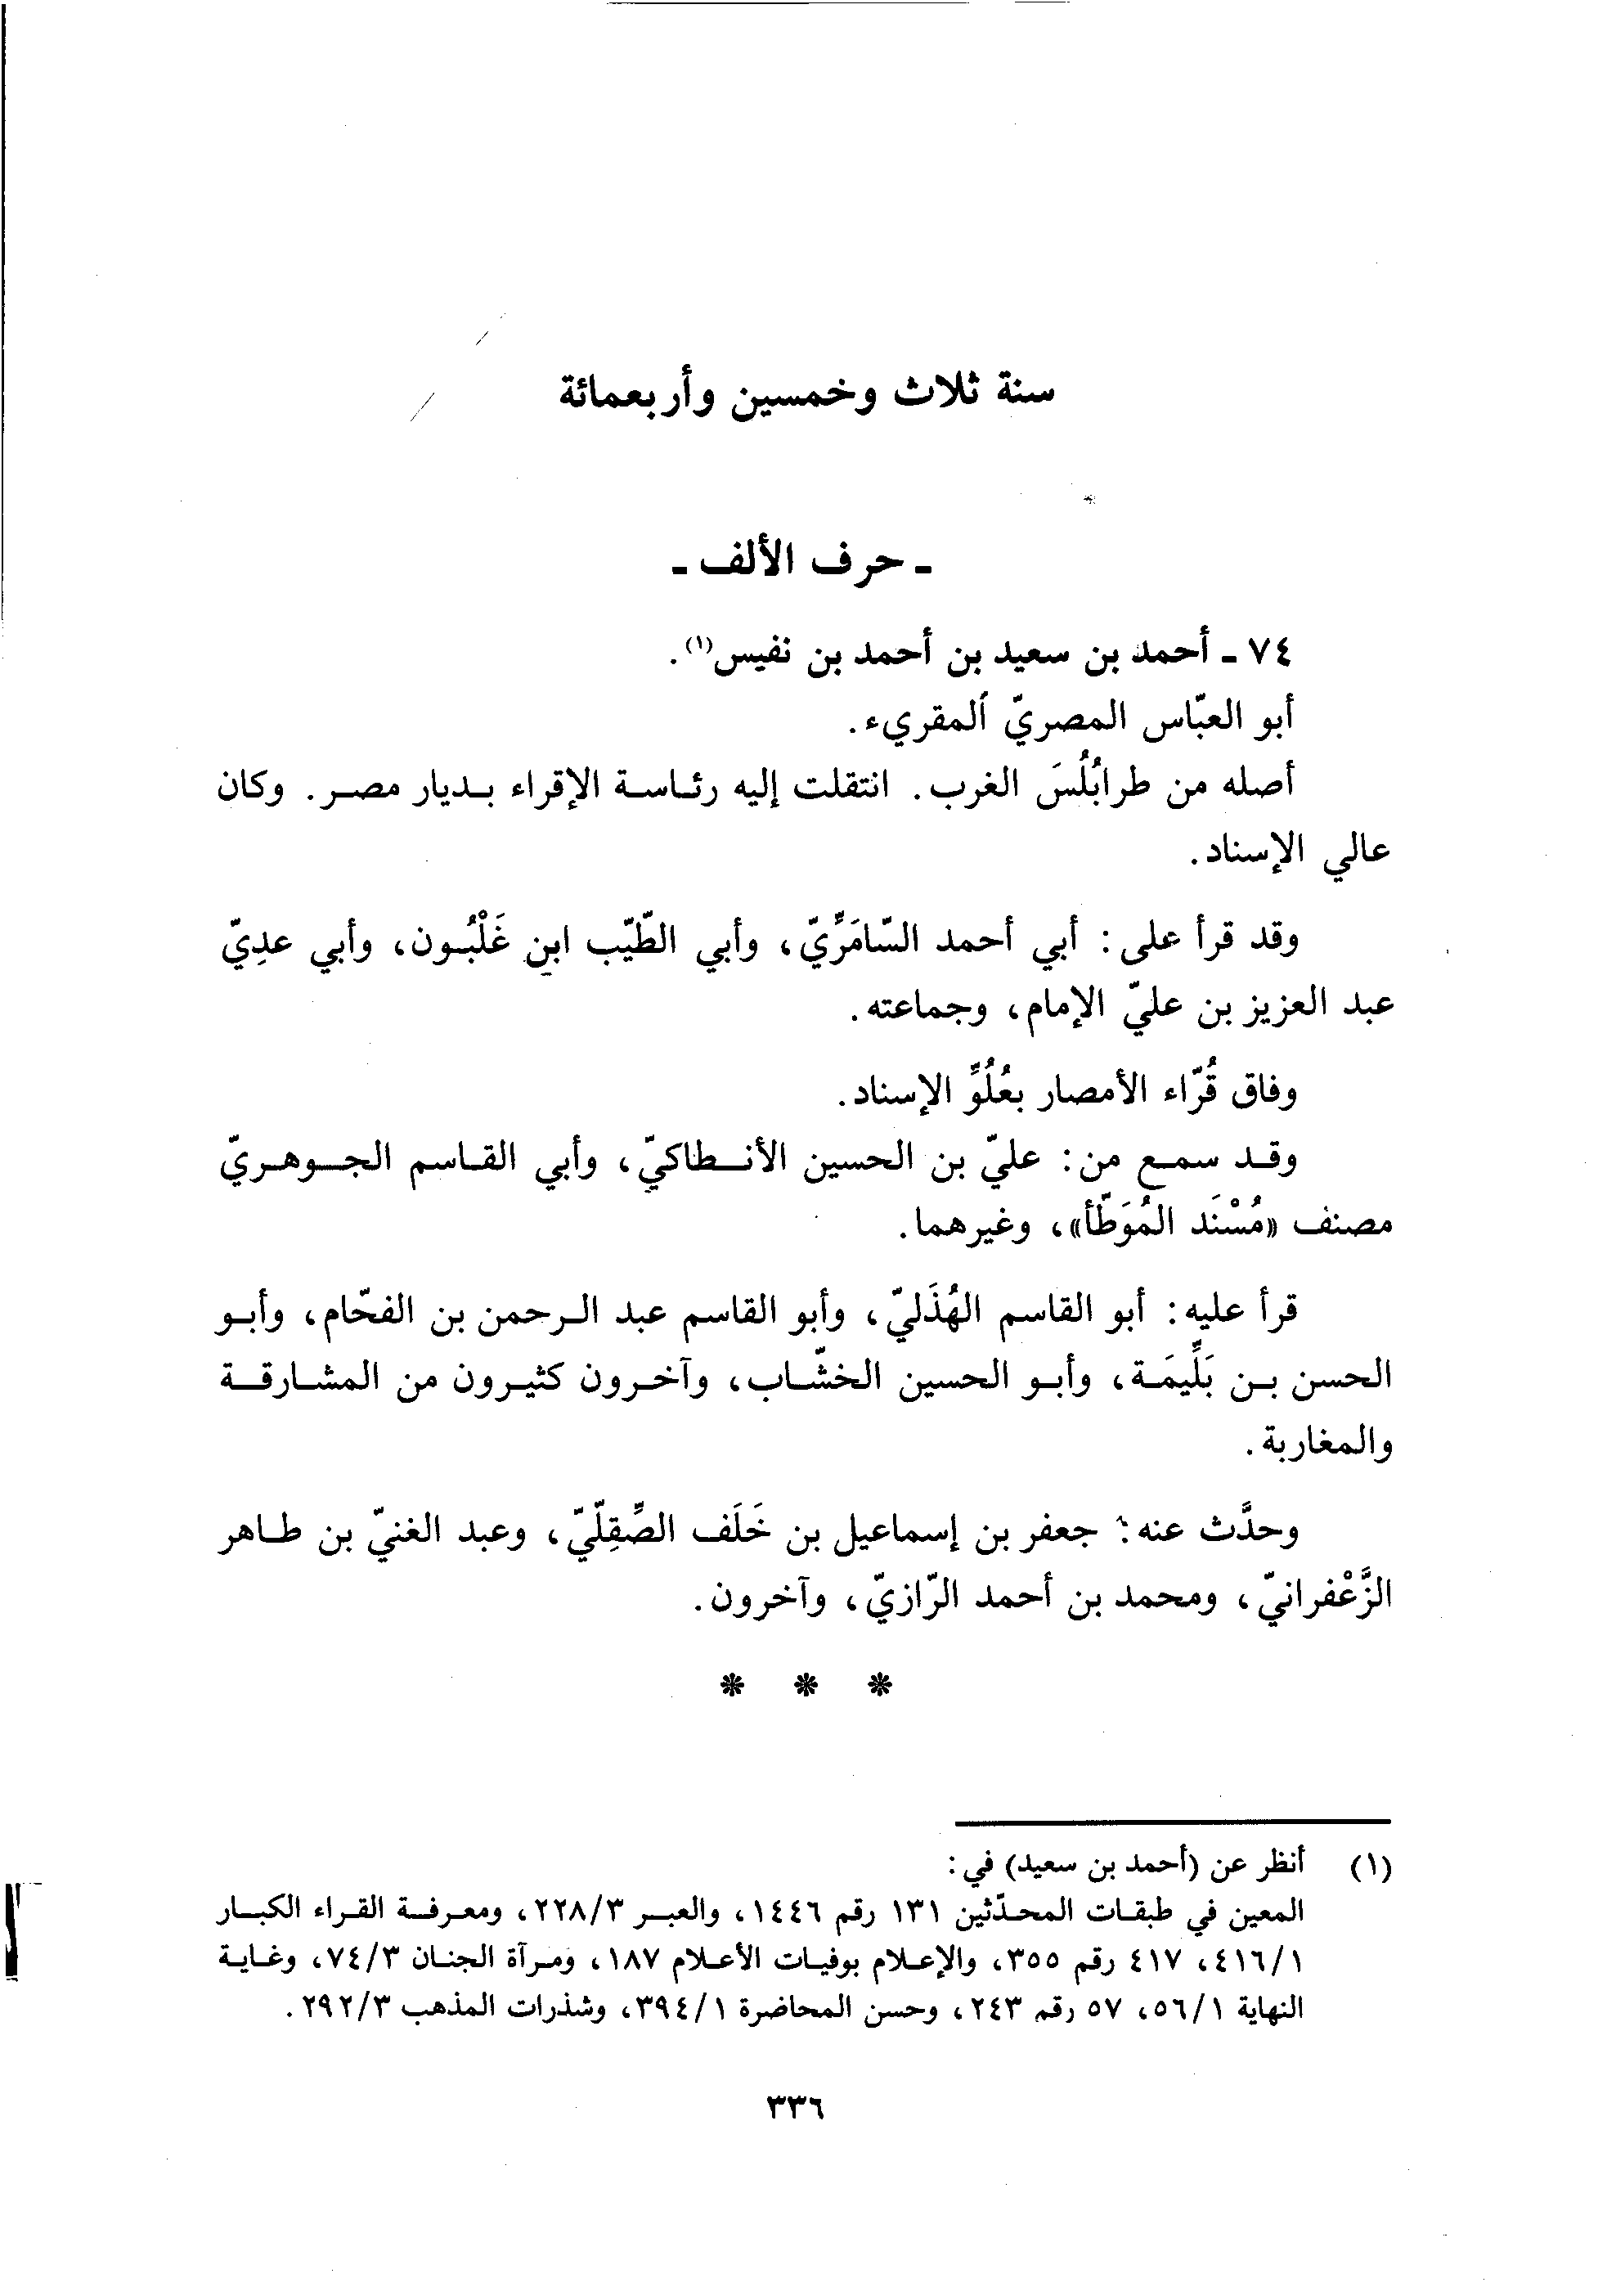 سنة ثلاث وخمسين وأربعمائة
ـ حرف الألف ـ
٧٤ ـ أحمد بن سعيد بن أحمد بن نفيس(١).
أبو العبّاس المصريّ ألمقريء.
أصله من طرابُلُسَ الغرب. انتقلت إليه رئاسة الإقراء بديار مصر. وكان
عالي الإسناد.
وقد قرأ على: أبي أحمد السّامَرِّيّ، وأبي الطّيّب ابن غَلْبُون، وأبي عدِيّ
عبد العزيز بن عليّ الإمام، وجماعته.
وفاق قُرّاء الأمصار بعُلُوِّ الإسناد.
وقد سمع من: عليّ بن الحسين الأنطاكيّ، وأبي القاسم الجوهريّ
مصنف «مُسْنَد المُوَطّأ»، وغيرهما.
قرأ عليه: أبو القاسم الهُذَليّ، وأبو القاسم عبد الرحمن بن الفحّام، وأبو
الحسن بن بَلِّيمَة، وأبو الحسين الخشّاب، وآخرون كثيرون من المشارقة
والمغاربة.
وحدَّث عنه: جعفر بن إسماعيل بن خَلَف الصِّقِلّيّ، وعبد الغنيّ بن طاهر
الزَّعْفرانيّ، ومحمد بن أحمد الرّازيّ، وآخرون.
* * *
(١) أنظر عن (أحمد بن سعيد) في:
المعين في طبقات المحدّثين ١٣١ رقم ١٤٤٦، والعبر ٢٢٨/٣، ومعرفة القراء الكبار
٤١٦/١، ٤١٧ رقم ٣٥٥، والإعلام بوفيات الأعلام ١٨٧، ومرآة الجنان ٧٤/٣، وغاية
النهاية ٥٦/١، ٥٧ رقم ٢٤٣، وحسن المحاضرة ٣٩٤/١، وشذرات المذهب ٢٩٢/٣.
٣٣٦